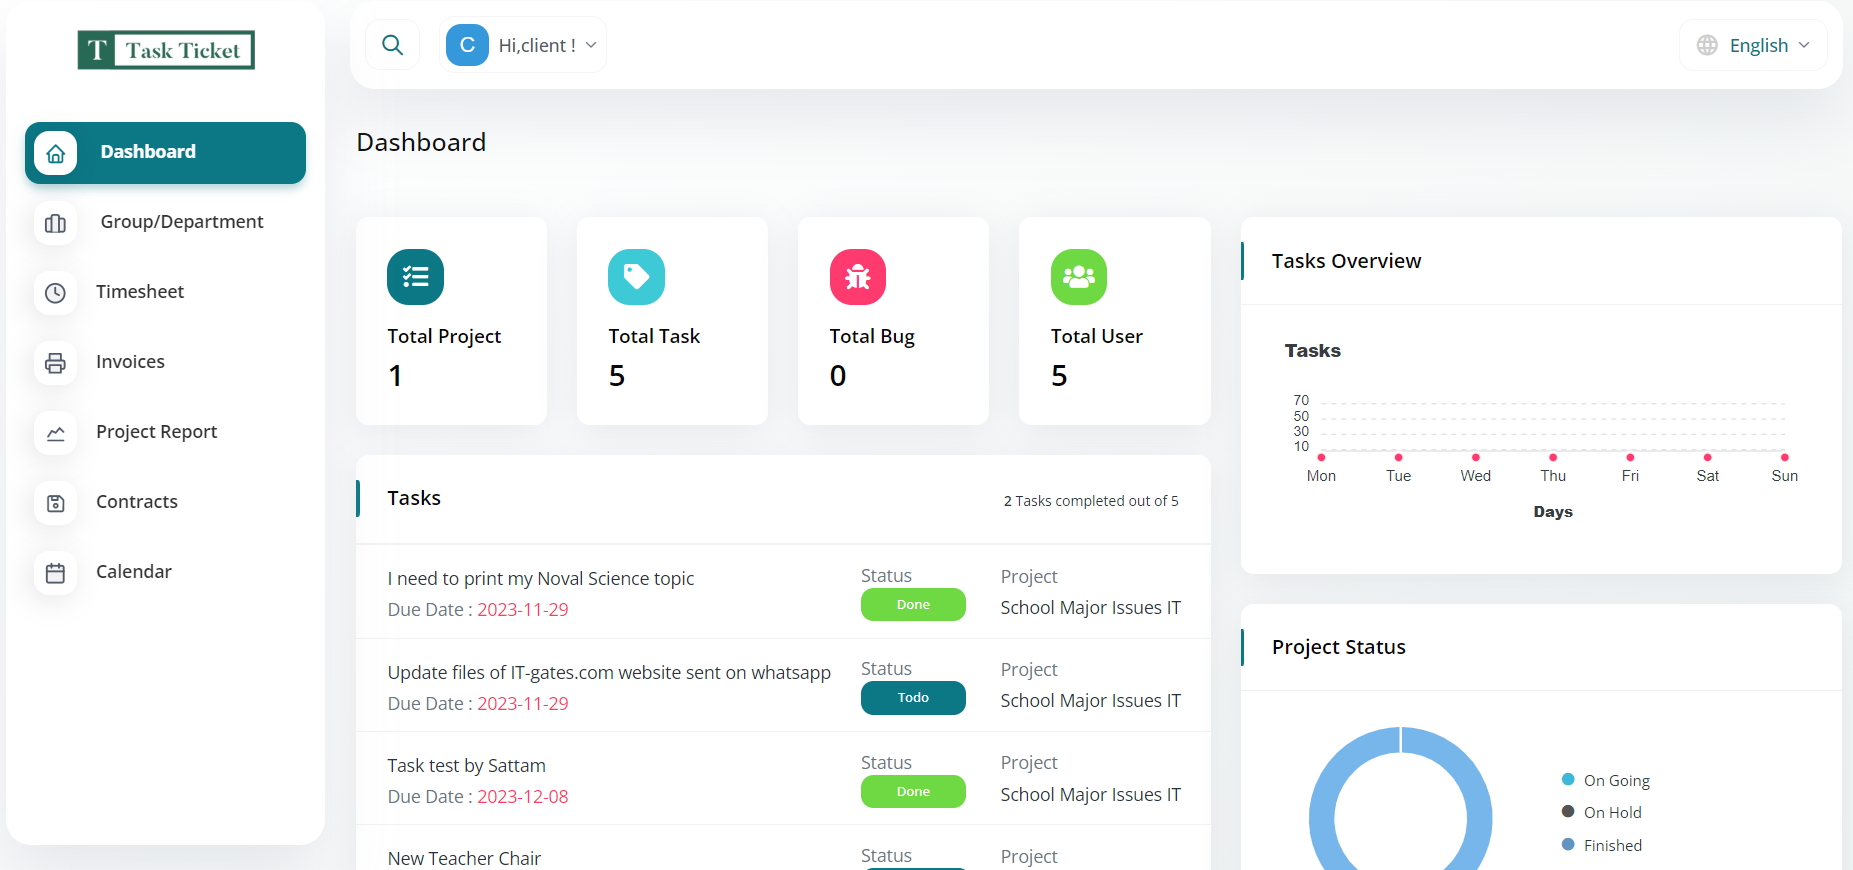 T Task Ticket
C Hi,client !
English
Dashboard
Group/Department
Timesheet
Invoices
Project Report
Contracts
Calendar
Dashboard
Total Project
1
Total Task
5
Total Bug
0
Total User
5
Tasks
2 Tasks completed out of 5
I need to print my Noval Science topic
Due Date : 2023-11-29
Status
Done
Project
School Major Issues IT
Update files of IT-gates.com website sent on whatsapp
Due Date : 2023-11-29
Status
Todo
Project
School Major Issues IT
Task test by Sattam
Due Date : 2023-12-08
Status
Done
Project
School Major Issues IT
New Teacher Chair
Status
Project
Tasks Overview
Tasks
70
50
30
10
Mon Tue Wed Thu Fri Sat Sun
Days
Project Status
On Going
On Hold
Finished